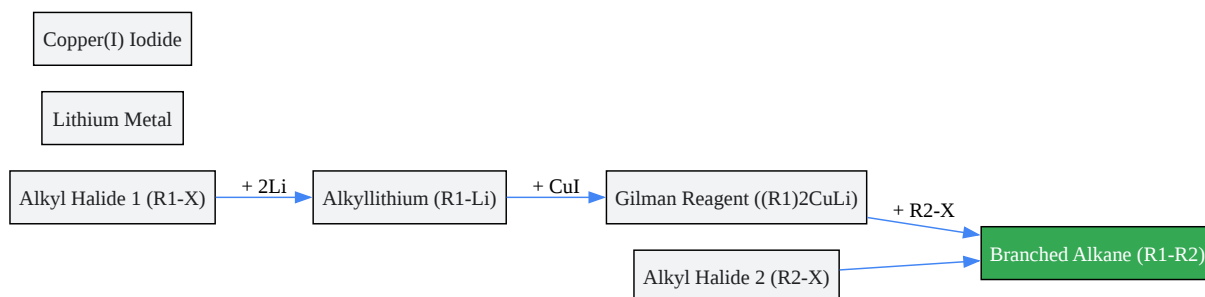 Copper(I) Iodide
Lithium Metal
Alkyl Halide 1 (R1-X)
+ 2Li
Alkyllithium (R1-Li)
+ CuI
Gilman Reagent ((R1)2CuLi)
+ R2-X
Alkyl Halide 2 (R2-X)
Branched Alkane (R1-R2)